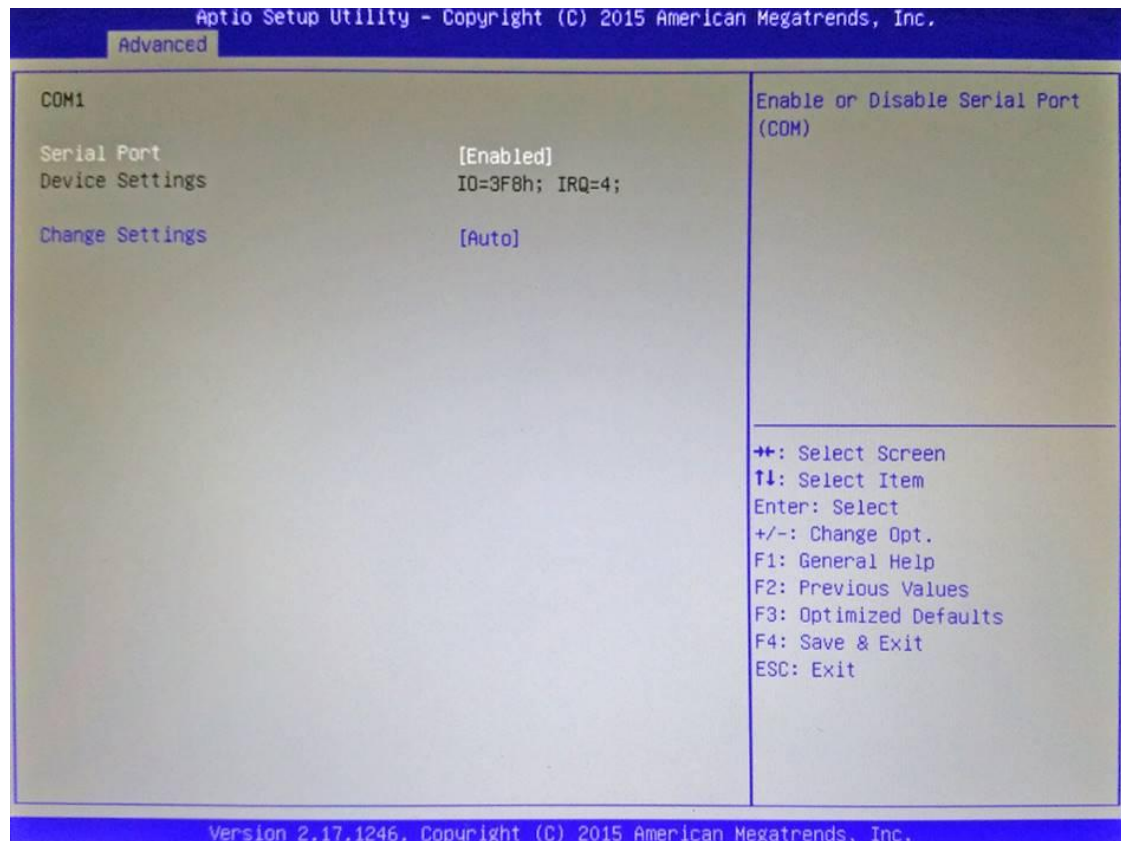 Aptio Setup Utility - Copyright (C) 2015 American Megatrends, Inc.
Advanced
COM1
Serial Port [Enabled]
Device Settings IO=3F8h; IRQ=4;
Change Settings [Auto]
Enable or Disable Serial Port
(COM)
→←: Select Screen
↑↓: Select Item
Enter: Select
+/-: Change Opt.
F1: General Help
F2: Previous Values
F3: Optimized Defaults
F4: Save & Exit
ESC: Exit
Version 2.17.1246. Copyright (C) 2015 American Megatrends, Inc.